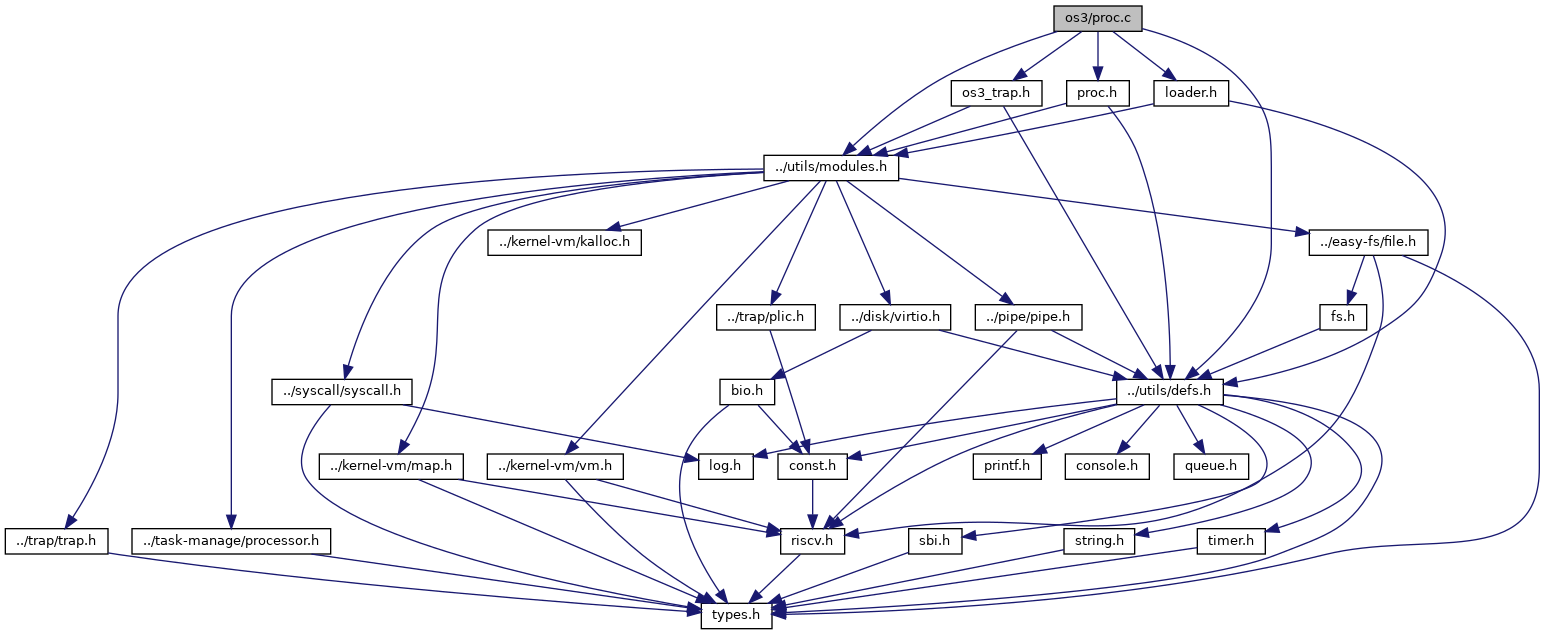 os3/proc.c
os3_trap.h
proc.h
loader.h
../utils/modules.h
../kernel-vm/kalloc.h
../easy-fs/file.h
../trap/plic.h
../disk/virtio.h
../pipe/pipe.h
fs.h
../syscall/syscall.h
bio.h
../utils/defs.h
../kernel-vm/map.h
../kernel-vm/vm.h
log.h
const.h
printf.h
console.h
queue.h
../trap/trap.h
../task-manage/processor.h
riscv.h
sbi.h
string.h
timer.h
types.h